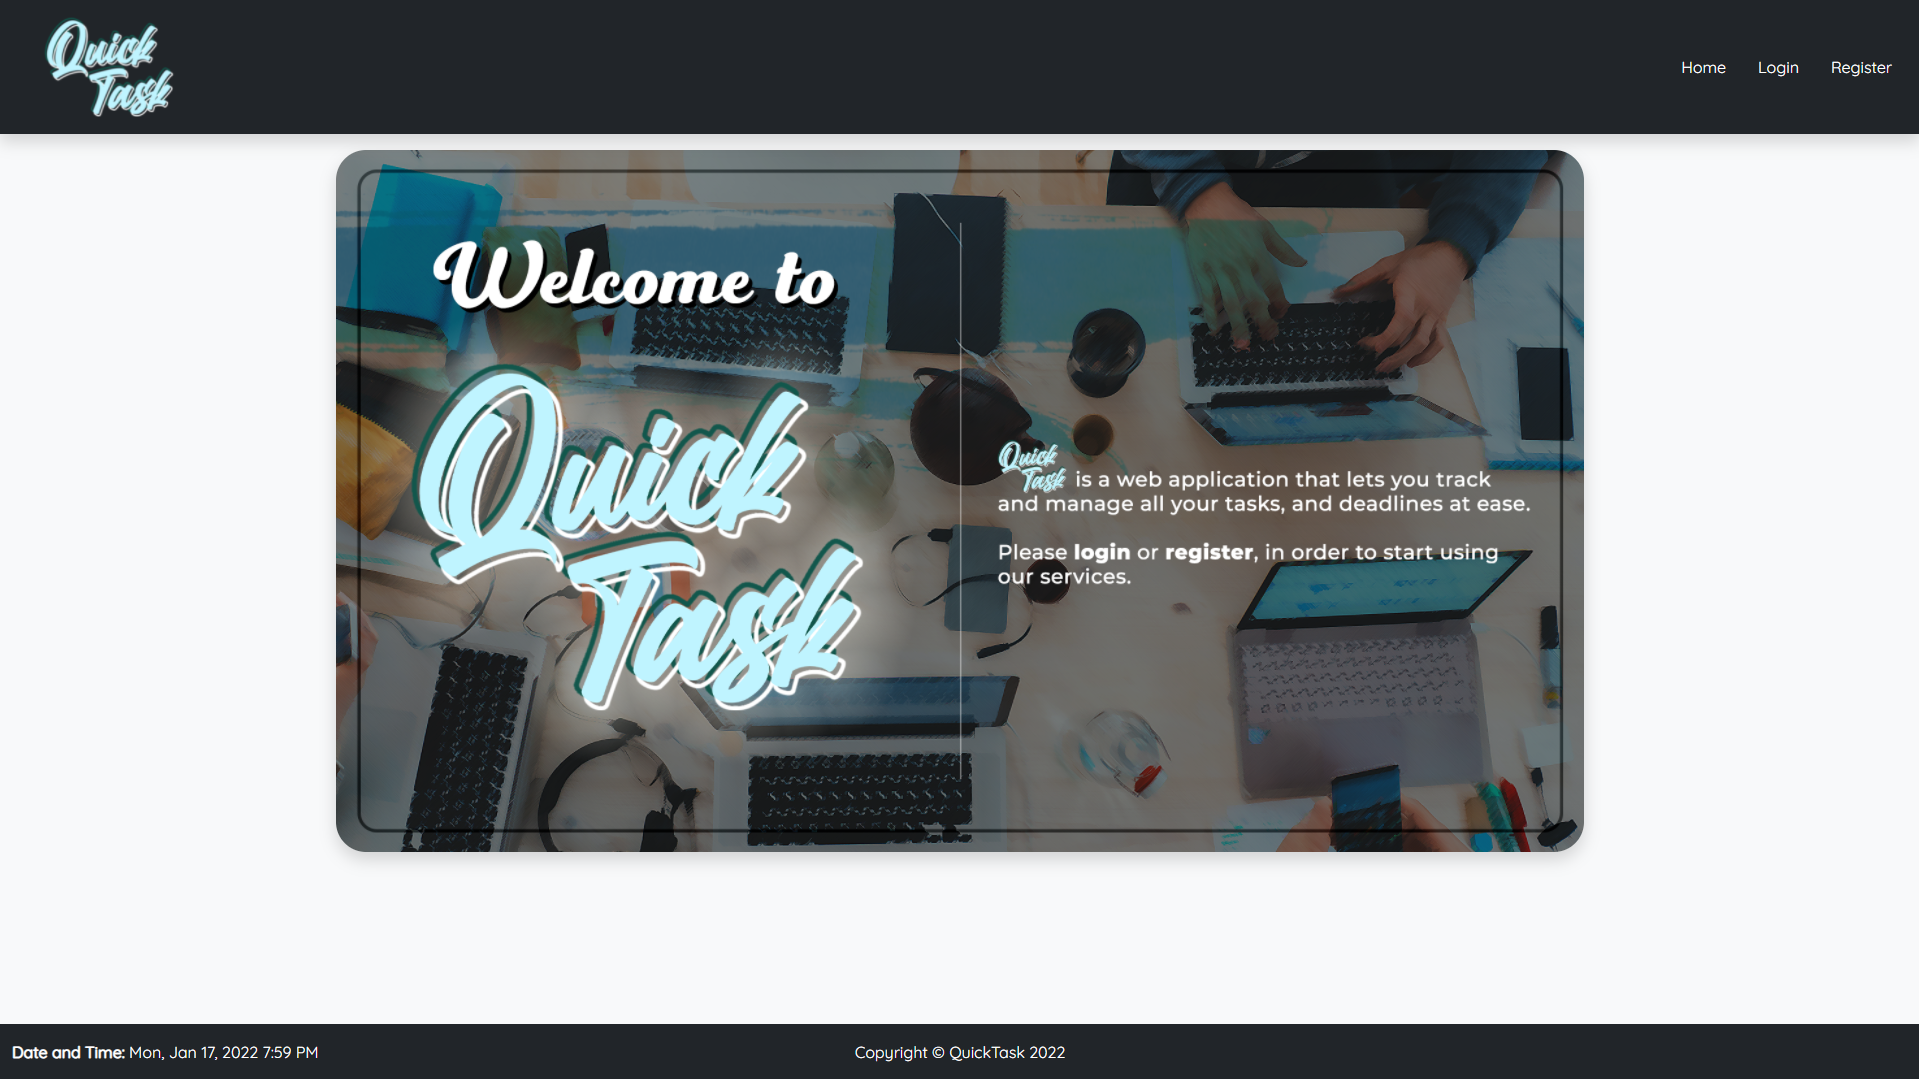 Quick
Task
Home
Login
Register
Welcome to
Quick
Task
Quick
Task is a web application that lets you track
and manage all your tasks, and deadlines at ease.
Please login or register, in order to start using
our services.
Date and Time: Mon, Jan 17, 2022 7:59 PM
Copyright © QuickTask 2022